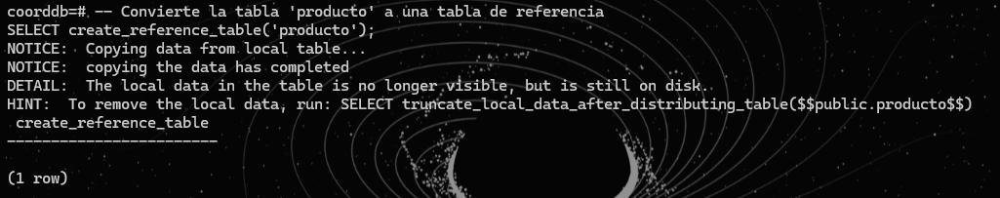 coorddb=# -- Convierte la tabla 'producto' a una tabla de referencia
SELECT create_reference_table('producto');
NOTICE:  Copying data from local table...
NOTICE:  copying the data has completed
DETAIL:  The local data in the table is no longer visible, but is still on disk.
HINT:  To remove the local data, run: SELECT truncate_local_data_after_distributing_table($$public.producto$$)
 create_reference_table
------------------------
(1 row)